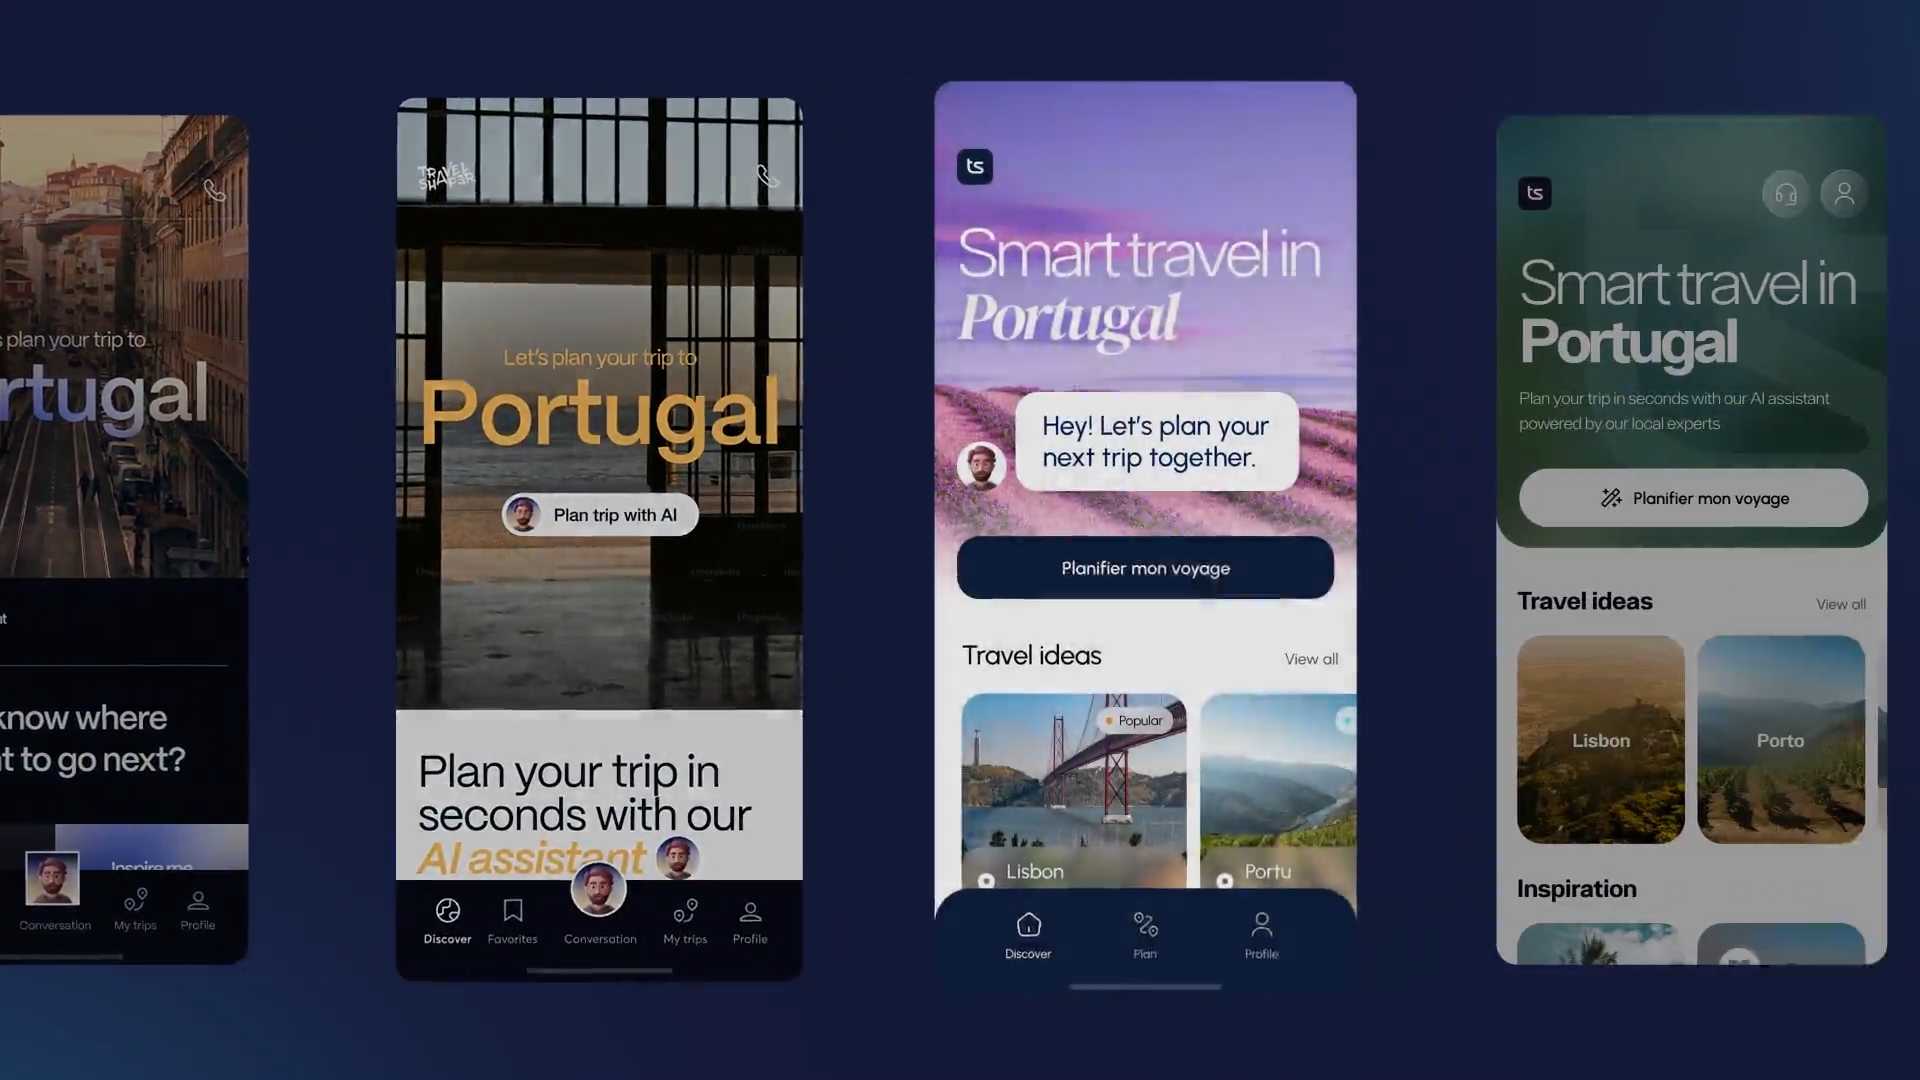 s plan your trip to
rtugal
nt
know where
t to go next?
Inspire me
Conversation
My trips
Profile
TRAVEL
SHAPER
Let's plan your trip to
Portugal
Plan trip with AI
Plan your trip in
seconds with our
AI assistant
Discover
Favorites
Conversation
My trips
Profile
ts
Smart travel in
Portugal
Hey! Let's plan your
next trip together.
Planifier mon voyage
Travel ideas
View all
Popular
Lisbon
Portu
Discover
Plan
Profile
ts
Smart travel in
Portugal
Plan your trip in seconds with our AI assistant
powered by our local experts
Planifier mon voyage
Travel ideas
View all
Lisbon
Porto
Inspiration